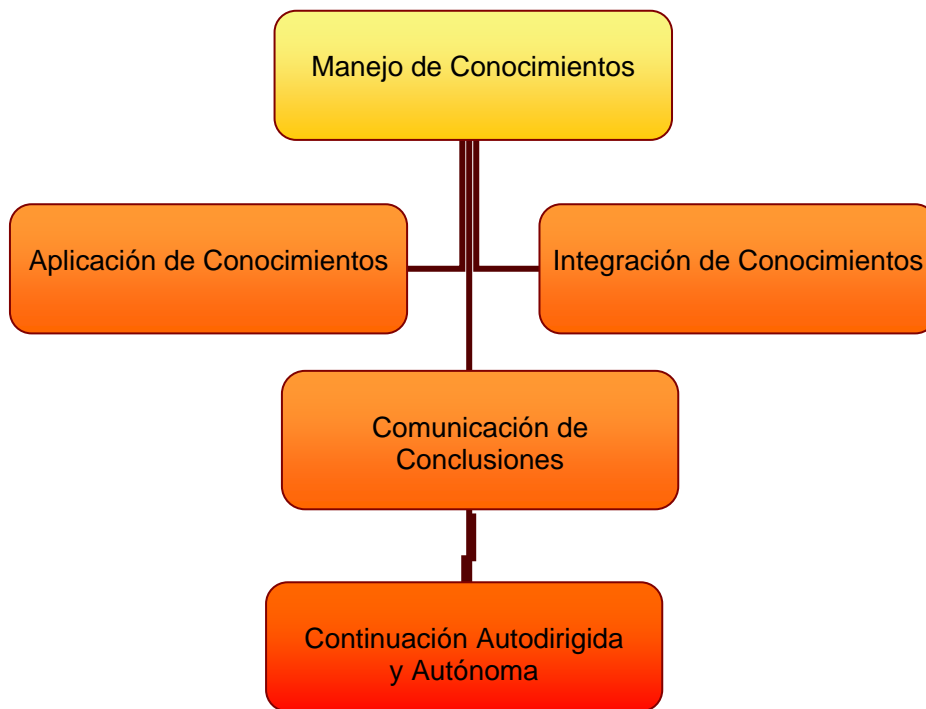 Manejo de Conocimientos
Aplicación de Conocimientos
Integración de Conocimientos
Comunicación de
Conclusiones
Continuación Autodirigida
y Autónoma